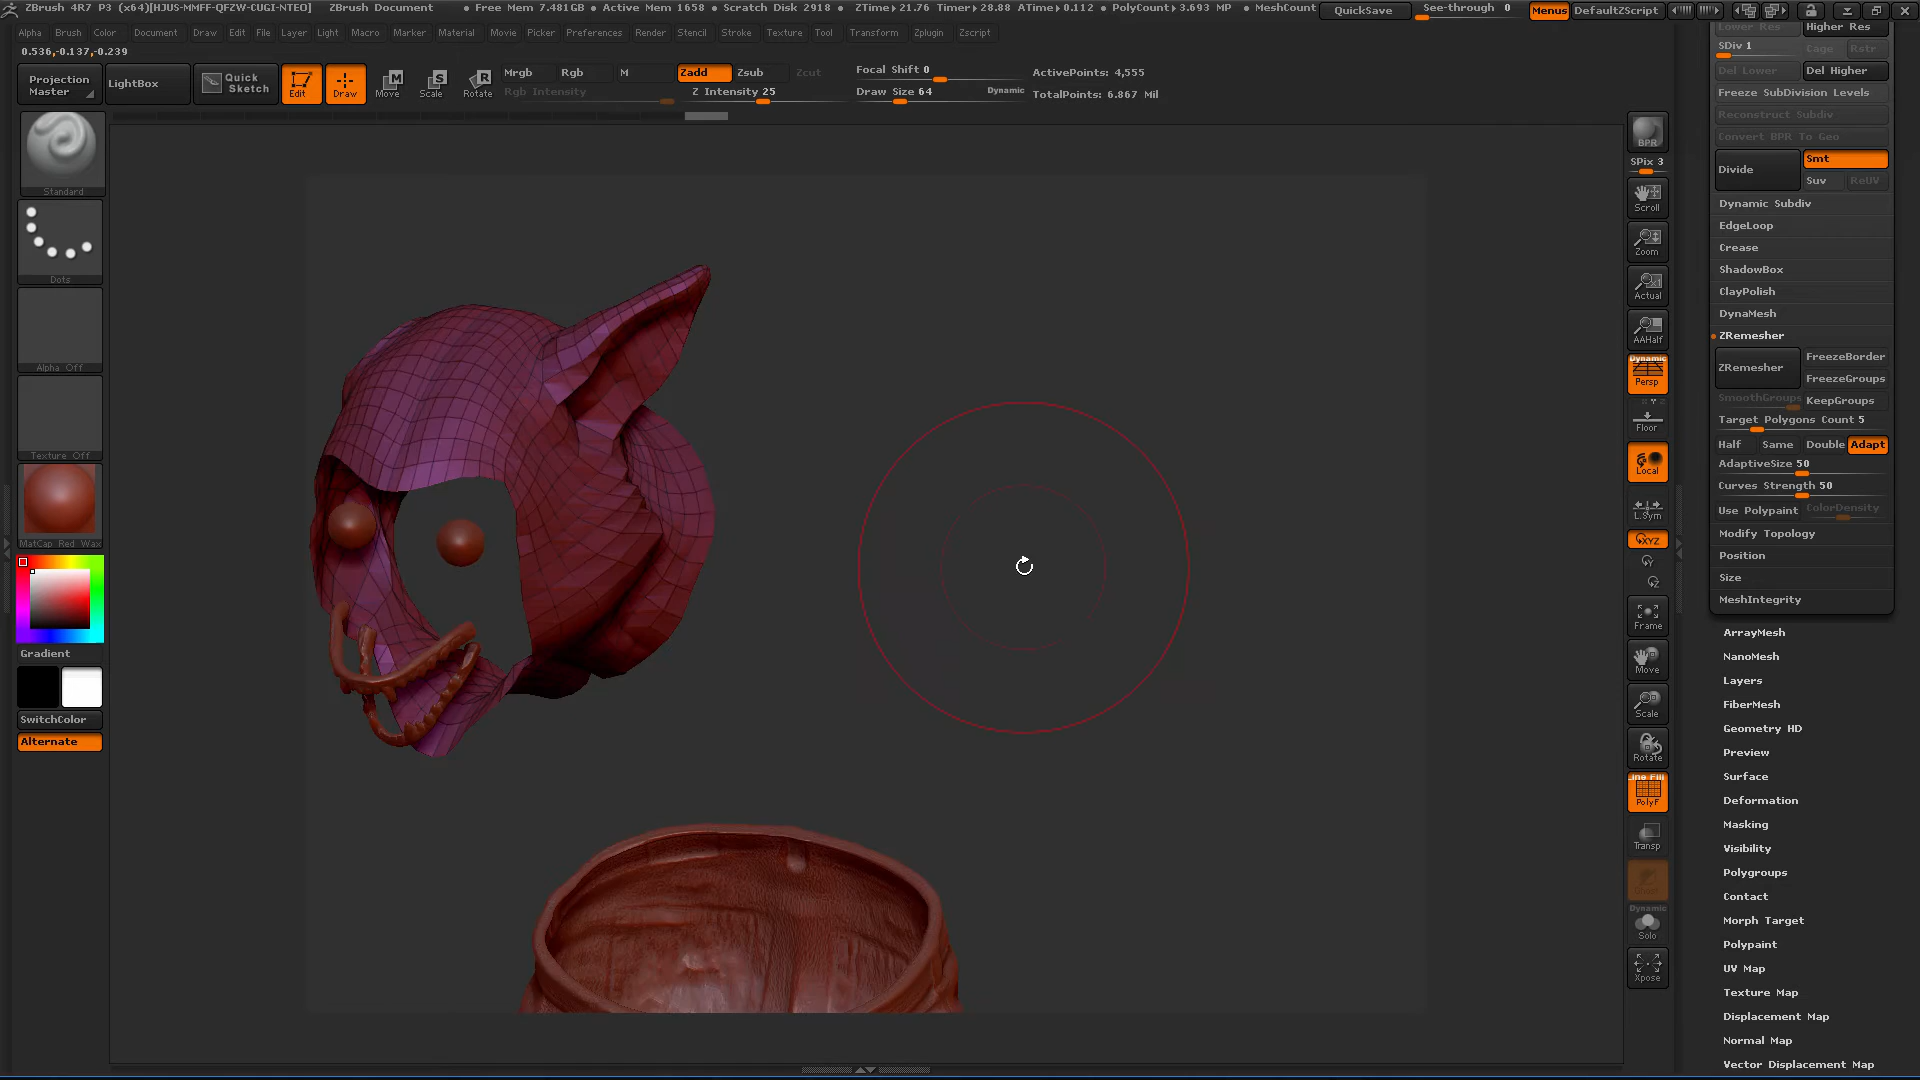 ZBrush 4R7 P3 (x64)[HJUS-MMFF-QFZW-CUGI-NTEO] ZBrush Document • Free Mem 7.481GB • Active Mem 1658 • Scratch Disk 2918 • ZTime▸21.76 Timer▸28.88 ATime▸0.112 • PolyCount▸3.693 MP • MeshCount QuickSave See-through 0 Menus DefaultZScript
Alpha Brush Color Document Draw Edit File Layer Light Macro Marker Material Movie Picker Preferences Render Stencil Stroke Texture Tool Transform Zplugin Zscript
0.536,-0.137,-0.239
Projection Master
LightBox
Quick Sketch
Edit
Draw
Move
Scale
Rotate
Mrgb Rgb M
Rgb Intensity
Zadd Zsub Zcut
Z Intensity 25
Focal Shift 0
Draw Size 64
Dynamic
ActivePoints: 4,555
TotalPoints: 6.867 Mil
Standard
Dots
Alpha Off
Texture Off
MatCap Red Wax
Gradient
SwitchColor
Alternate
BPR
SPix 3
Scroll
Zoom
Actual
AAHalf
Dynamic
Persp
Floor
Local
L.Sym
XYZ
Frame
Move
Scale
Rotate
Line Fill
PolyF
Transp
Ghost
Dynamic
Solo
Xpose
Lower Res Higher Res
SDiv 1 Cage Rstr
Del Lower Del Higher
Freeze SubDivision Levels
Reconstruct Subdiv
Convert BPR To Geo
Divide
Smt
Suv ReUV
Dynamic Subdiv
EdgeLoop
Crease
ShadowBox
ClayPolish
DynaMesh
ZRemesher
ZRemesher
FreezeBorder
FreezeGroups
SmoothGroups KeepGroups
Target Polygons Count 5
Half Same Double Adapt
AdaptiveSize 50
Curves Strength 50
Use Polypaint ColorDensity
Modify Topology
Position
Size
MeshIntegrity
ArrayMesh
NanoMesh
Layers
FiberMesh
Geometry HD
Preview
Surface
Deformation
Masking
Visibility
Polygroups
Contact
Morph Target
Polypaint
UV Map
Texture Map
Displacement Map
Normal Map
Vector Displacement Map